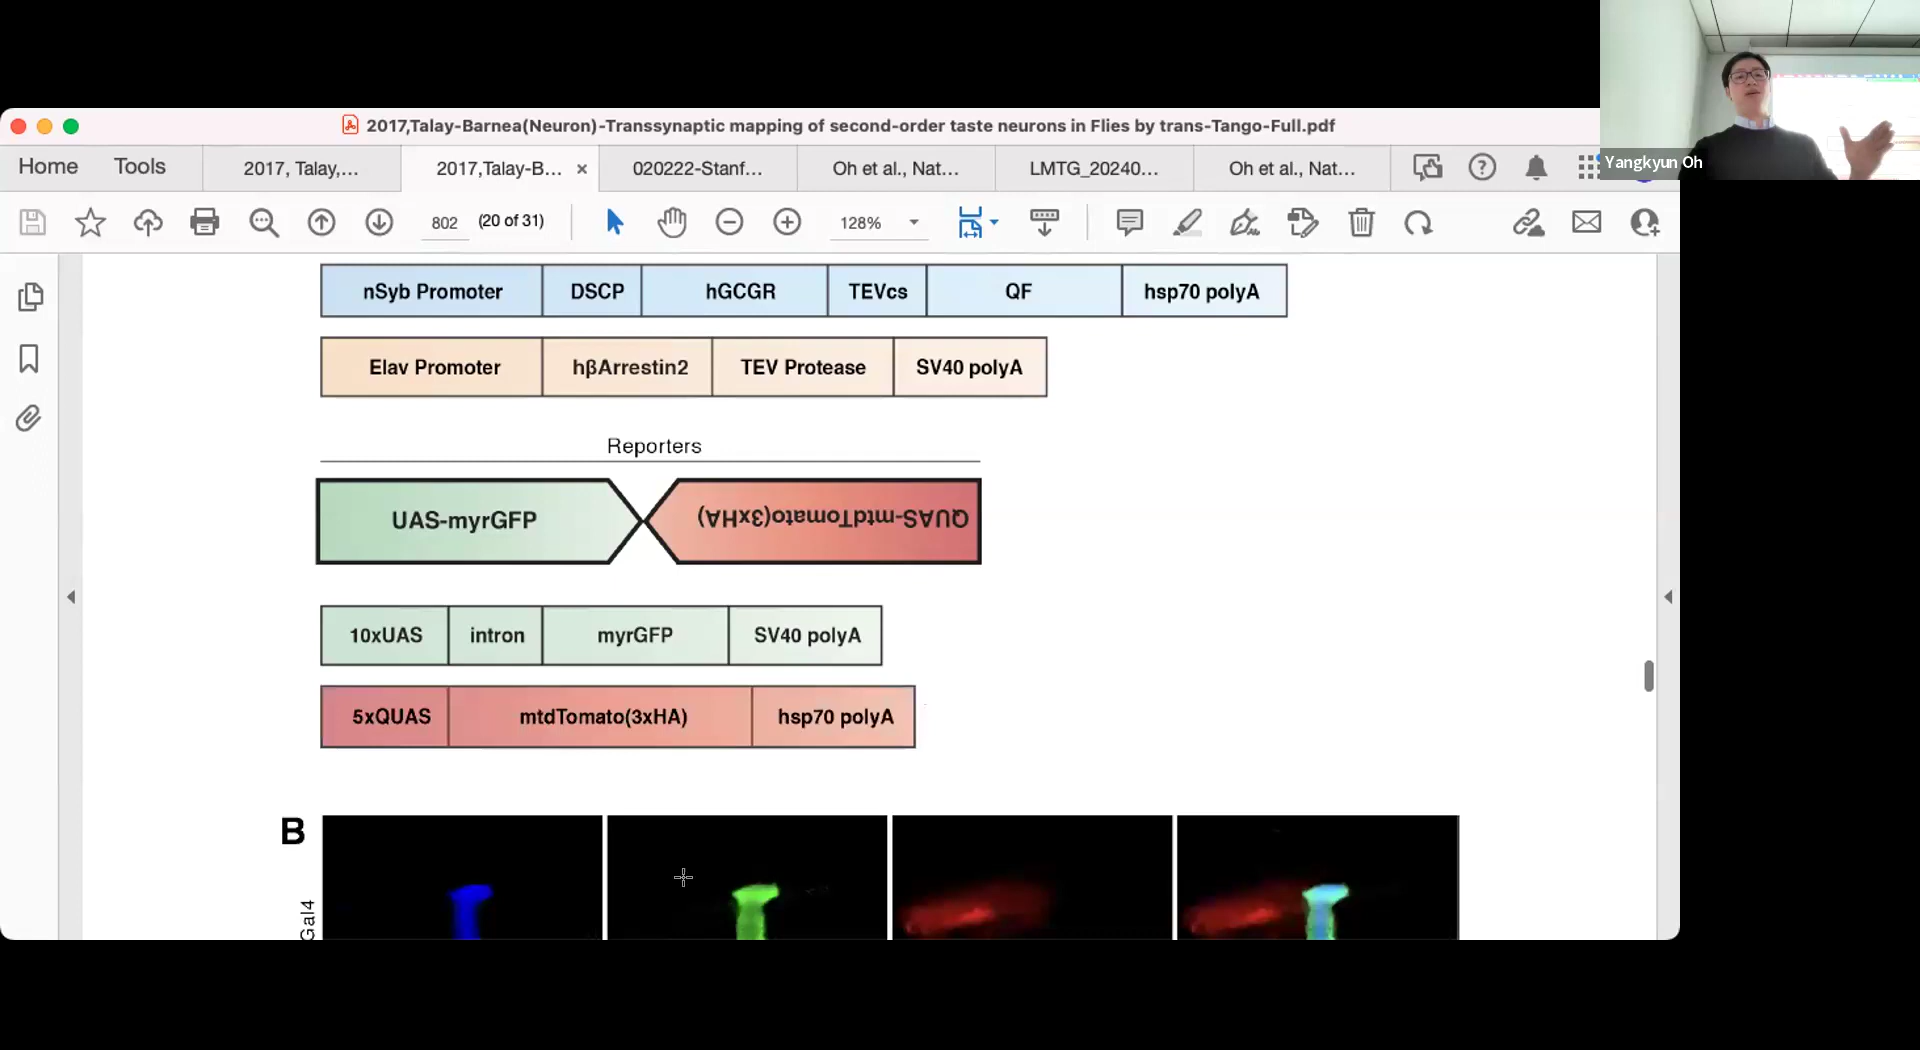 2017,Talay-Barnea(Neuron)-Transsynaptic mapping of second-order taste neurons in Flies by trans-Tango-Full.pdf
Home
Tools
2017, Talay,...
2017,Talay-B... ×
020222-Stanf...
Oh et al., Nat...
LMTG_20240...
Oh et al., Nat...
Yangkyun Oh
802 (20 of 31)
128%
nSyb Promoter DSCP hGCGR TEVcs QF hsp70 polyA
Elav Promoter hβArrestin2 TEV Protease SV40 polyA
Reporters
UAS-myrGFP QUAS-mtdTomato(3xHA)
10xUAS intron myrGFP SV40 polyA
5xQUAS mtdTomato(3xHA) hsp70 polyA
B
Gal4